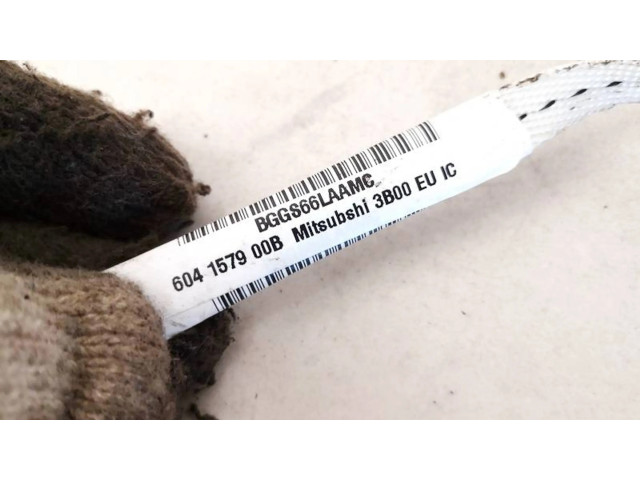 BGGS66LAAMC
604 1579 00B Mitsubshi 3B00 EU IC